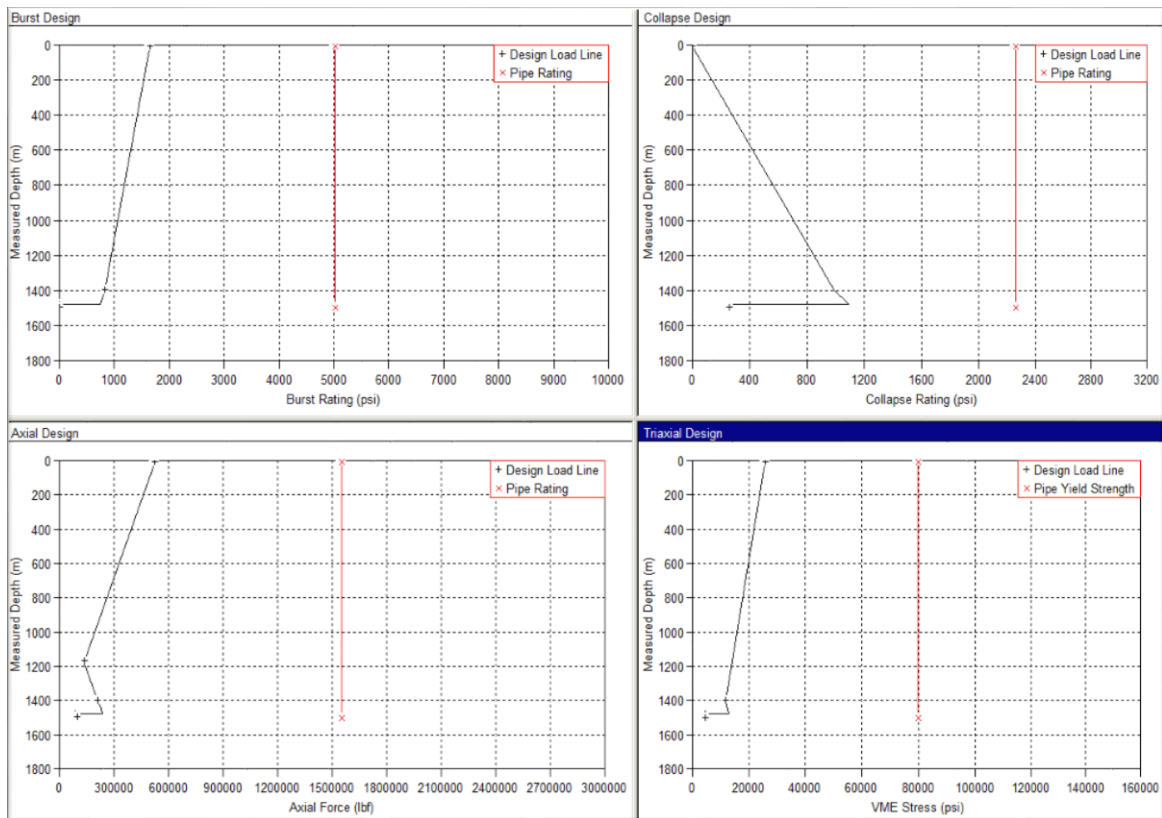 Burst Design
Design Load Line
Pipe Rating
Measured Depth (m)
0
200
400
600
800
1000
1200
1400
1600
1800
0 1000 2000 3000 4000 5000 6000 7000 8000 9000 10000
Burst Rating (psi)
Collapse Design
Design Load Line
Pipe Rating
Measured Depth (m)
0
200
400
600
800
1000
1200
1400
1600
1800
0 400 800 1200 1600 2000 2400 2800 3200
Collapse Rating (psi)
Axial Design
Design Load Line
Pipe Rating
Measured Depth (m)
0
200
400
600
800
1000
1200
1400
1600
1800
0 300000 600000 900000 1200000 1500000 1800000 2100000 2400000 2700000 3000000
Axial Force (lbf)
Triaxial Design
Design Load Line
Pipe Yield Strength
Measured Depth (m)
0
200
400
600
800
1000
1200
1400
1600
1800
0 20000 40000 60000 80000 100000 120000 140000 160000
VME Stress (psi)